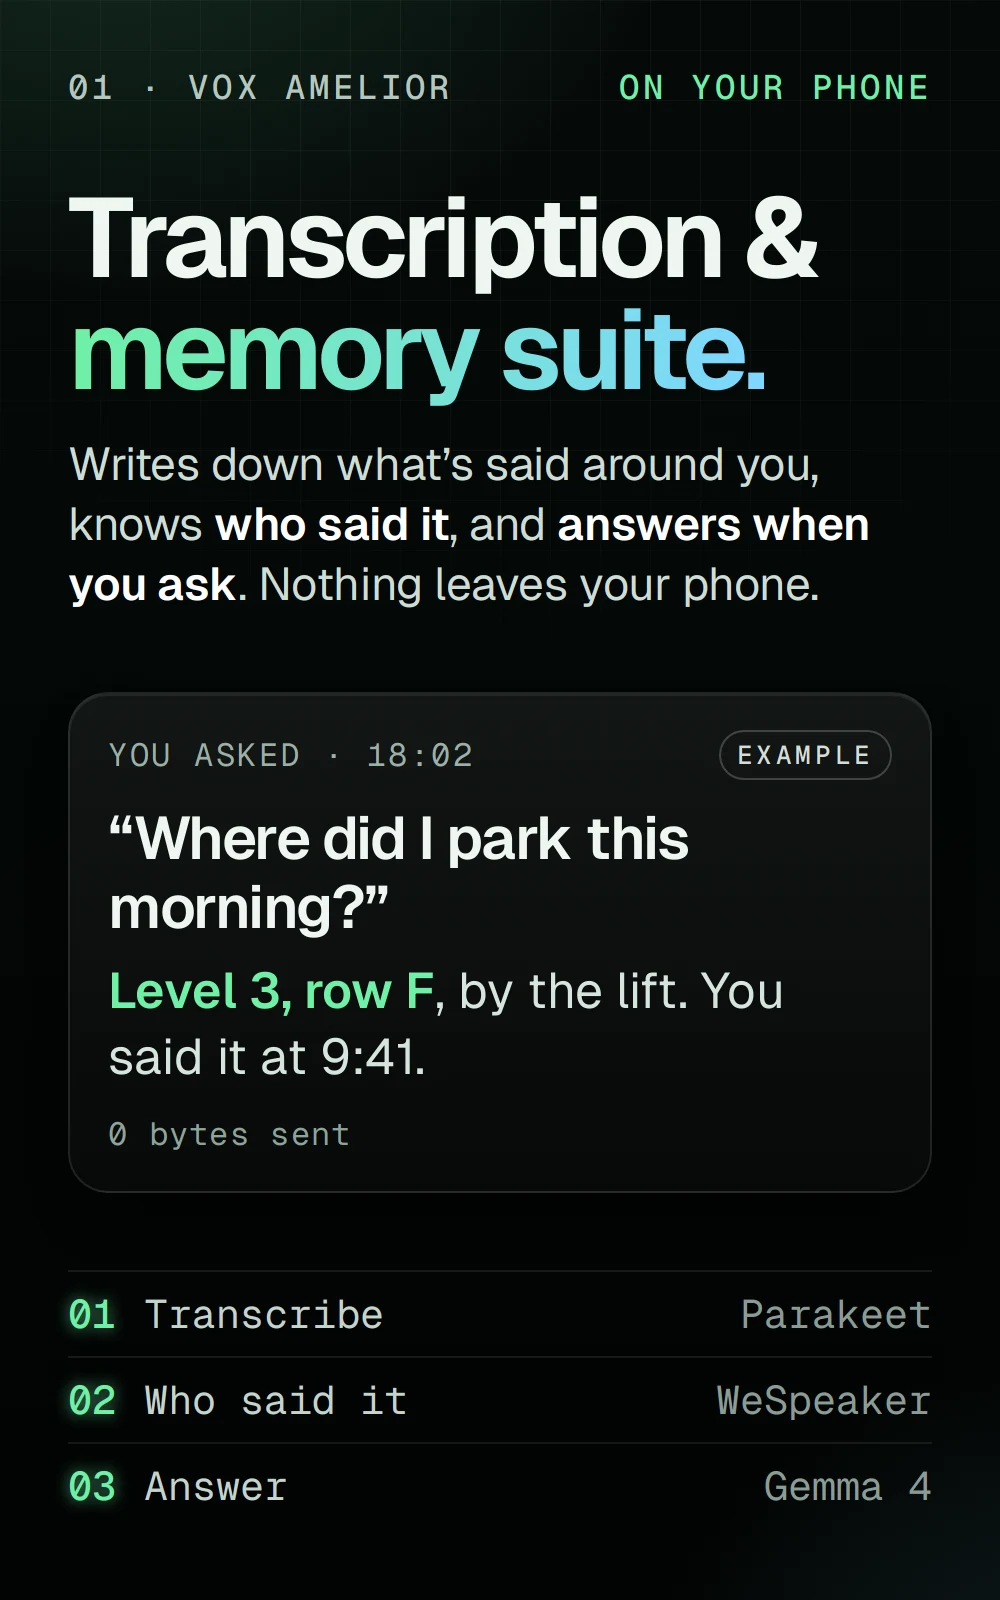 01 · VOX AMELIOR
ON YOUR PHONE
Transcription &
memory suite.
Writes down what’s said around you,
knows who said it, and answers when
you ask. Nothing leaves your phone.
YOU ASKED · 18:02
EXAMPLE
“Where did I park this
morning?”
Level 3, row F, by the lift. You
said it at 9:41.
0 bytes sent
01 Transcribe Parakeet
02 Who said it WeSpeaker
03 Answer Gemma 4